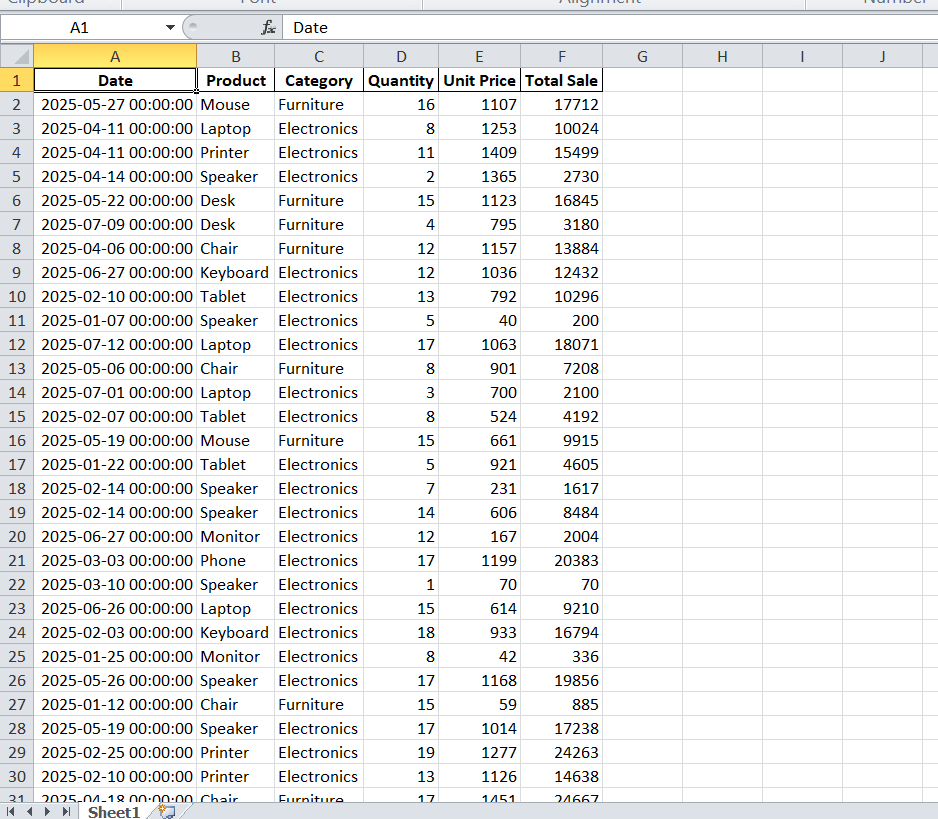 Clipboard Font Alignment Number
A1 fx Date
A B C D E F G H I J
1 Date Product Category Quantity Unit Price Total Sale
2 2025-05-27 00:00:00 Mouse Furniture 16 1107 17712
3 2025-04-11 00:00:00 Laptop Electronics 8 1253 10024
4 2025-04-11 00:00:00 Printer Electronics 11 1409 15499
5 2025-04-14 00:00:00 Speaker Electronics 2 1365 2730
6 2025-05-22 00:00:00 Desk Furniture 15 1123 16845
7 2025-07-09 00:00:00 Desk Furniture 4 795 3180
8 2025-04-06 00:00:00 Chair Furniture 12 1157 13884
9 2025-06-27 00:00:00 Keyboard Electronics 12 1036 12432
10 2025-02-10 00:00:00 Tablet Electronics 13 792 10296
11 2025-01-07 00:00:00 Speaker Electronics 5 40 200
12 2025-07-12 00:00:00 Laptop Electronics 17 1063 18071
13 2025-05-06 00:00:00 Chair Furniture 8 901 7208
14 2025-07-01 00:00:00 Laptop Electronics 3 700 2100
15 2025-02-07 00:00:00 Tablet Electronics 8 524 4192
16 2025-05-19 00:00:00 Mouse Furniture 15 661 9915
17 2025-01-22 00:00:00 Tablet Electronics 5 921 4605
18 2025-02-14 00:00:00 Speaker Electronics 7 231 1617
19 2025-02-14 00:00:00 Speaker Electronics 14 606 8484
20 2025-06-27 00:00:00 Monitor Electronics 12 167 2004
21 2025-03-03 00:00:00 Phone Electronics 17 1199 20383
22 2025-03-10 00:00:00 Speaker Electronics 1 70 70
23 2025-06-26 00:00:00 Laptop Electronics 15 614 9210
24 2025-02-03 00:00:00 Keyboard Electronics 18 933 16794
25 2025-01-25 00:00:00 Monitor Electronics 8 42 336
26 2025-05-26 00:00:00 Speaker Electronics 17 1168 19856
27 2025-01-12 00:00:00 Chair Furniture 15 59 885
28 2025-05-19 00:00:00 Speaker Electronics 17 1014 17238
29 2025-02-25 00:00:00 Printer Electronics 19 1277 24263
30 2025-02-10 00:00:00 Printer Electronics 13 1126 14638
31 2025-04-18 00:00:00 Chair Furniture 17 1451 24667
Sheet1